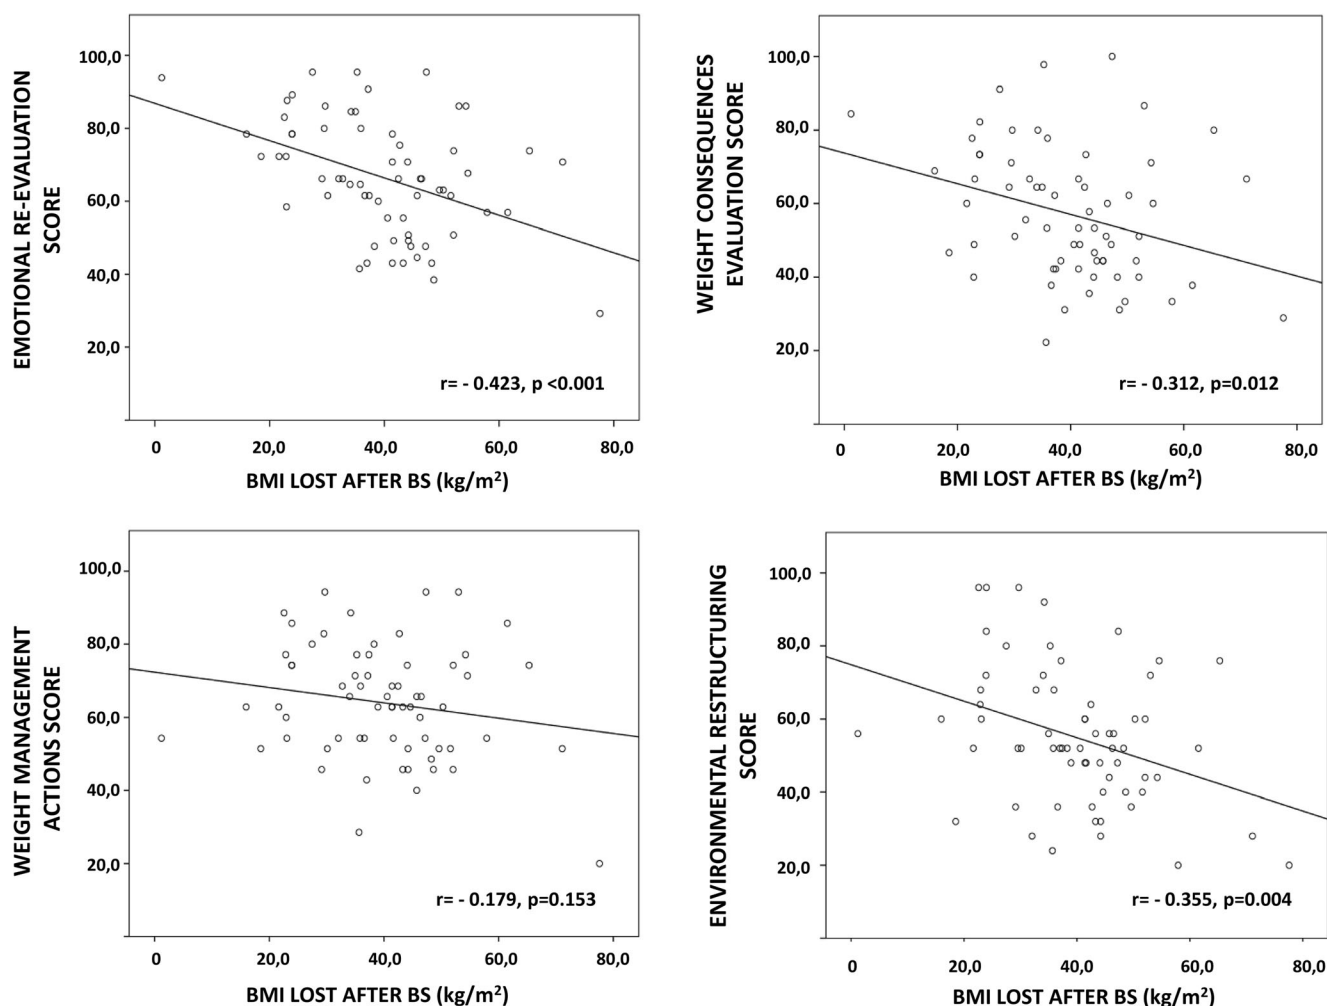 EMOTIONAL RE-EVALUATION
SCORE
100,0
80,0
60,0
40,0
20,0
r= - 0.423, p <0.001
0 20,0 40,0 60,0 80,0
BMI LOST AFTER BS (kg/m²)
WEIGHT CONSEQUENCES
EVALUATION SCORE
100,0
80,0
60,0
40,0
20,0
r= - 0.312, p=0.012
0 20,0 40,0 60,0 80,0
BMI LOST AFTER BS (kg/m²)
WEIGHT MANAGEMENT
ACTIONS SCORE
100,0
80,0
60,0
40,0
20,0
r= - 0.179, p=0.153
0 20,0 40,0 60,0 80,0
BMI LOST AFTER BS (kg/m²)
ENVIRONMENTAL RESTRUCTURING
SCORE
100,0
80,0
60,0
40,0
20,0
r= - 0.355, p=0.004
0 20,0 40,0 60,0 80,0
BMI LOST AFTER BS (kg/m²)